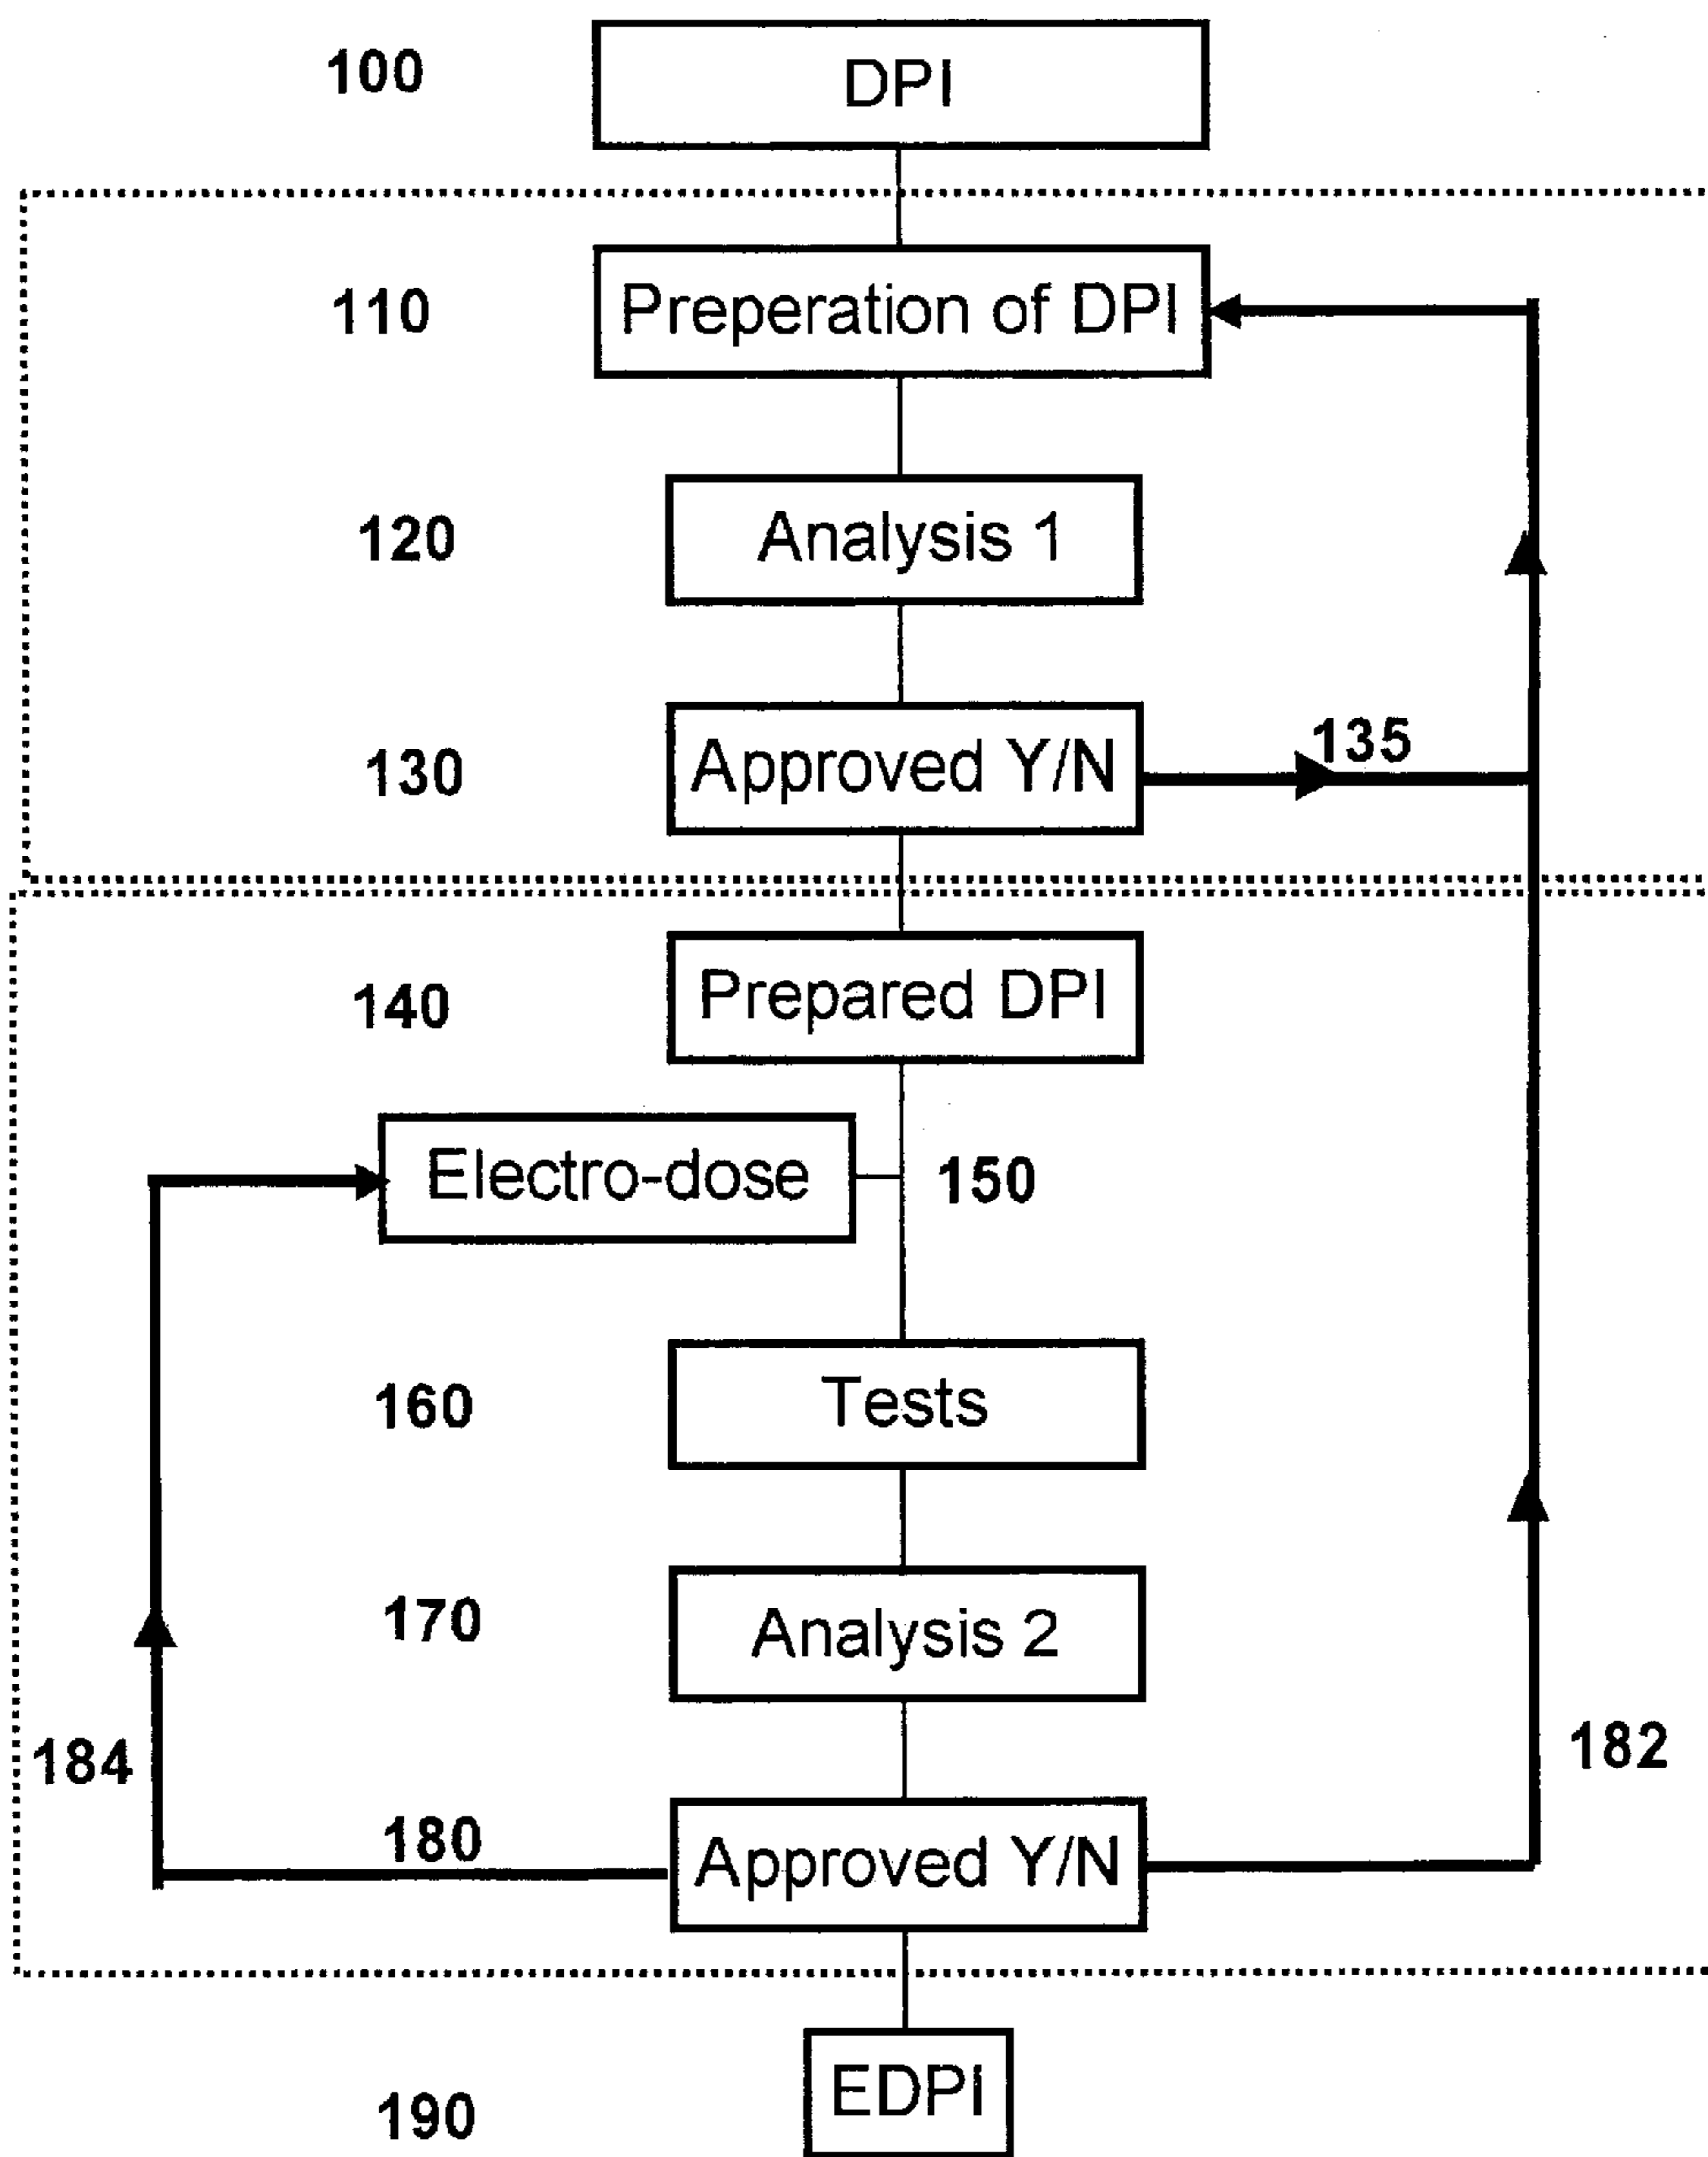 100
DPI
110
Preperation of DPI
120
Analysis 1
130
Approved Y/N
135
140
Prepared DPI
Electro-dose
150
160
Tests
170
Analysis 2
184
182
180
Approved Y/N
190
EDPI